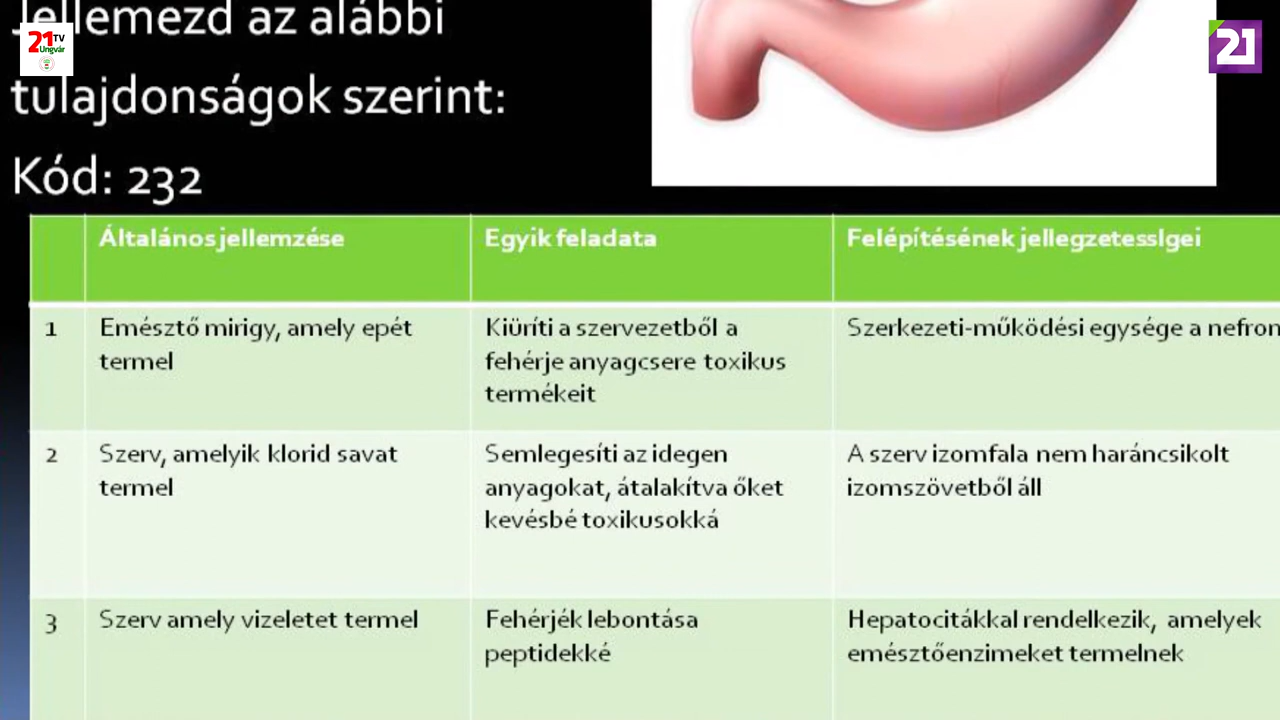 Jellemezd az alábbi
21 TV
Ungvár
21
tulajdonságok szerint:
Kód: 232
Általános jellemzése
Egyik feladata
Felépítésének jellegzetessIgei
1
Emésztő mirigy, amely epét
termel
Kiüríti a szervezetből a
fehérje anyagcsere toxikus
termékeit
Szerkezeti-működési egysége a nefron
2
Szerv, amelyik klorid savat
termel
Semlegesíti az idegen
anyagokat, átalakítva őket
kevésbé toxikusokká
A szerv izomfala nem haráncsikolt
izomszövetből áll
3
Szerv amely vizeletet termel
Fehérjék lebontása
peptidekké
Hepatocitákkal rendelkezik, amelyek
emésztőenzimeket termelnek